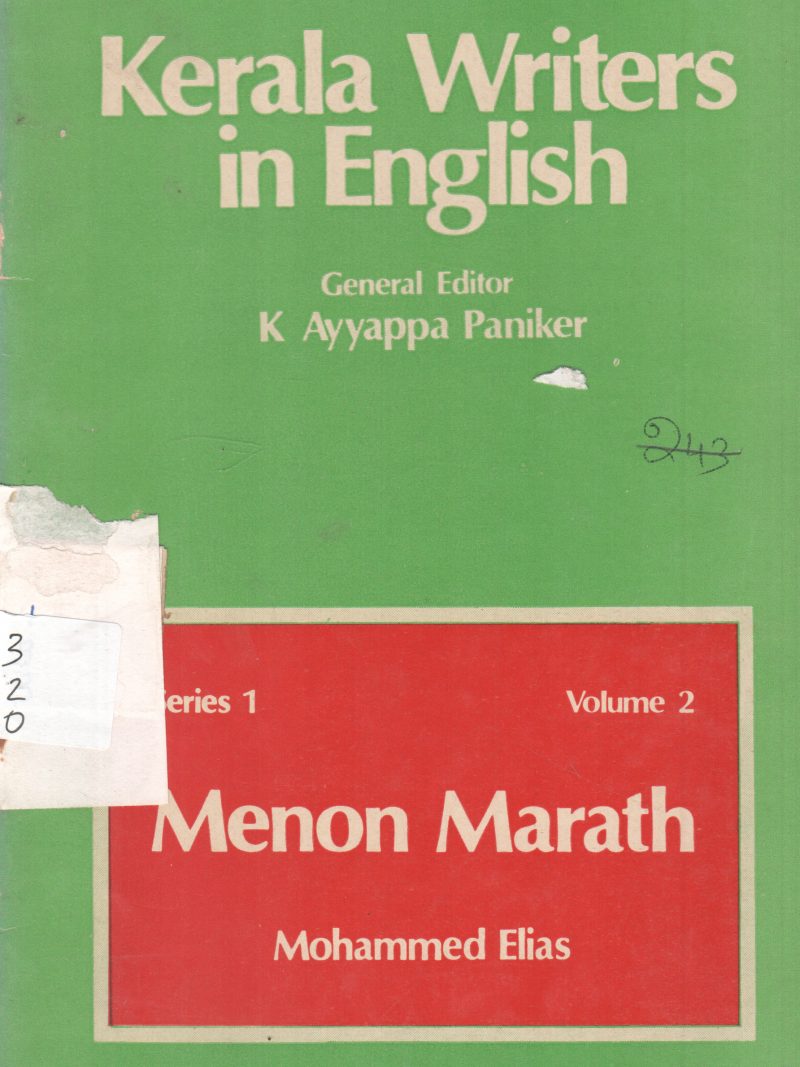 Kerala Writers
in English
General Editor
K Ayyappa Paniker
243
3
2
0
Series 1
Volume 2
Menon Marath
Mohammed Elias